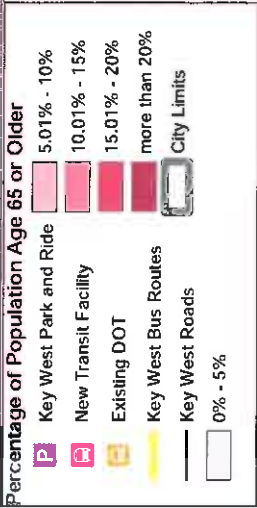 Percentage of Population Age 65 or Older
P Key West Park and Ride
New Transit Facility
Existing DOT
Key West Bus Routes
Key West Roads
0% - 5%
5.01% - 10%
10.01% - 15%
15.01% - 20%
more than 20%
City Limits